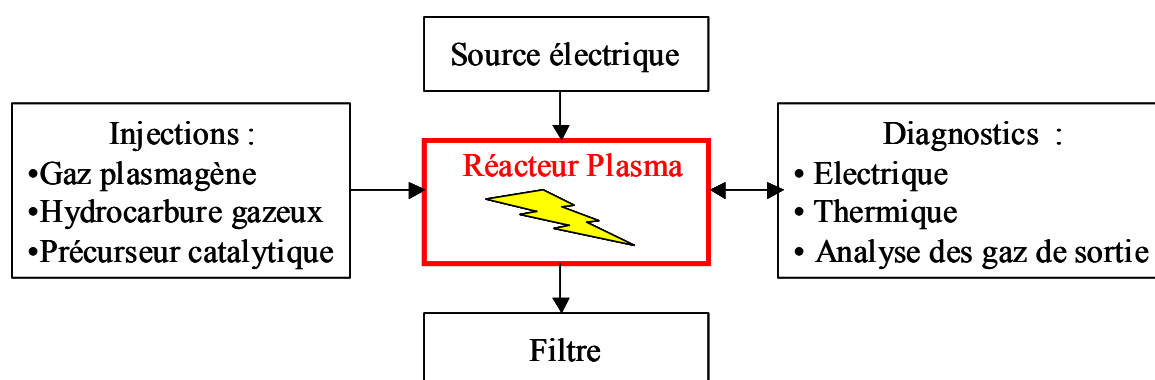 Source électrique
Injections :
•Gaz plasmagène
•Hydrocarbure gazeux
•Précurseur catalytique
Réacteur Plasma
Diagnostics :
• Electrique
• Thermique
• Analyse des gaz de sortie
Filtre